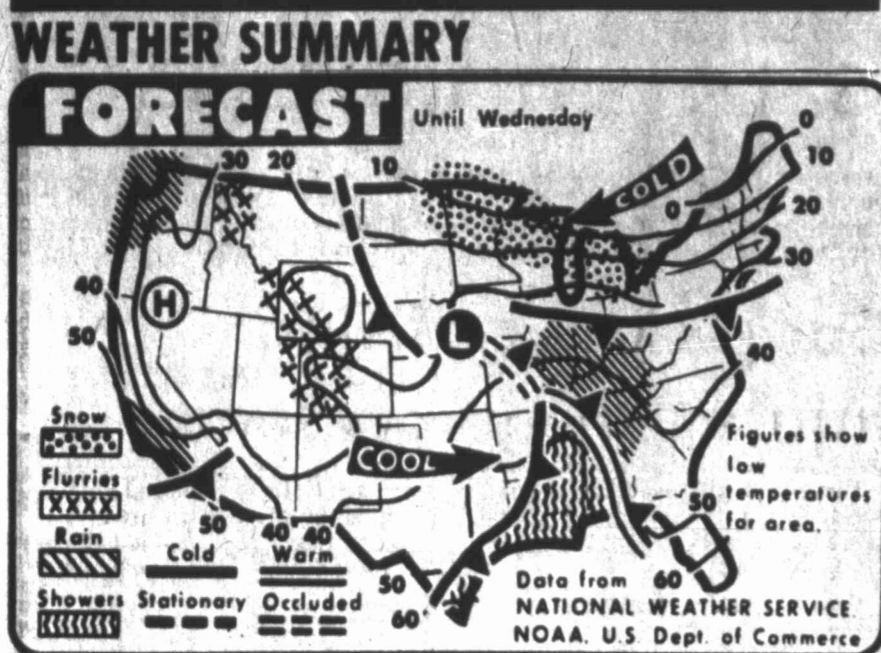 WEATHER SUMMARY
FORECAST Until Wednesday
30 20 10 0
10
COLD
0 20
30
40 H
50 L
40
Snow
Figures show
low
temperatures
for area.
Flurries
COOL
50 40 40 50
Rain Cold Warm
Showers Stationary Occluded
50
60
60
Data from
NATIONAL WEATHER SERVICE.
NOAA. U.S. Dept. of Commerce